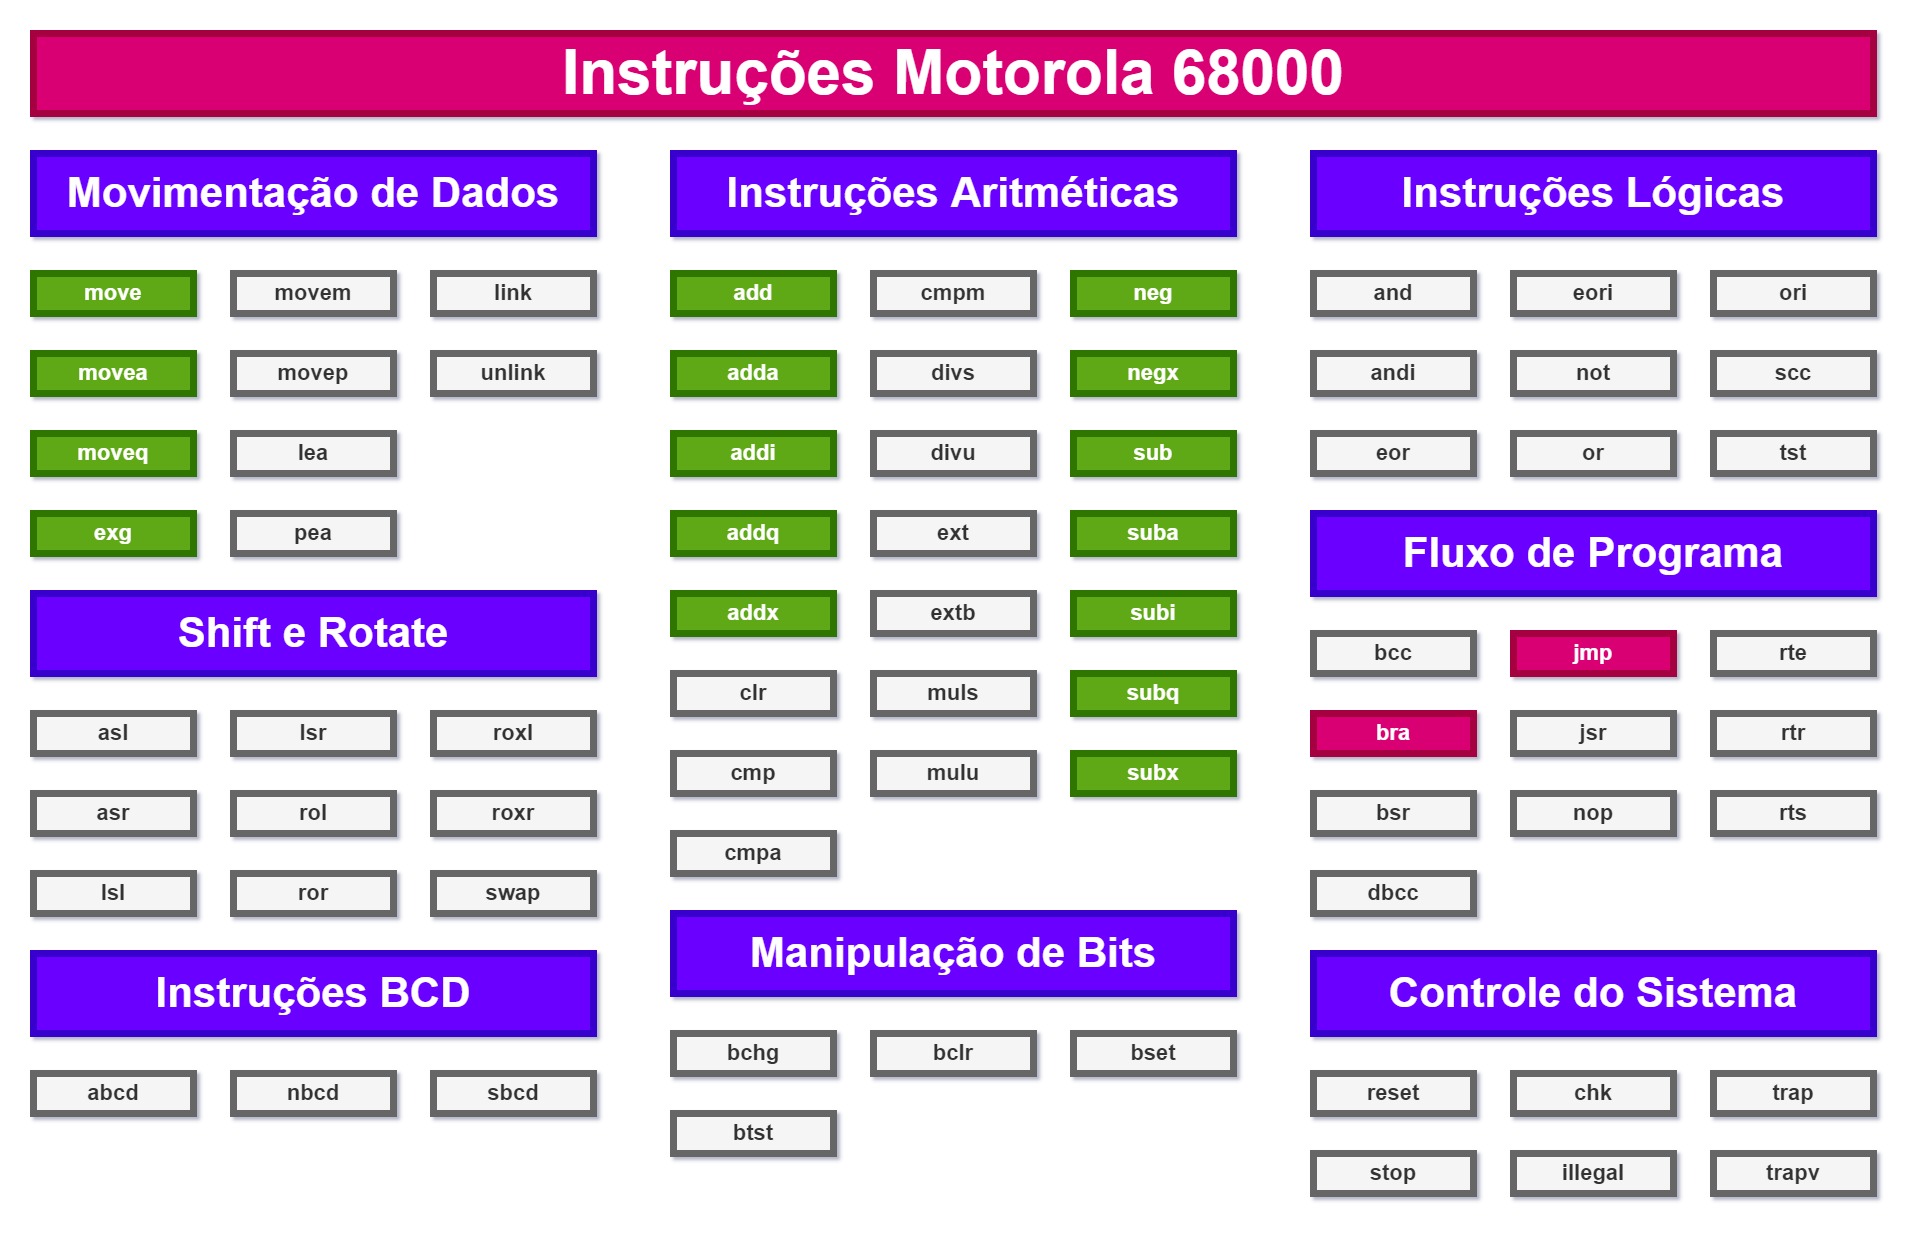 Instruções Motorola 68000
Movimentação de Dados
move movem link
movea movep unlink
moveq lea
exg pea
Shift e Rotate
asl lsr roxl
asr rol roxr
lsl ror swap
Instruções BCD
abcd nbcd sbcd
Instruções Aritméticas
add cmpm neg
adda divs negx
addi divu sub
addq ext suba
addx extb subi
clr muls subq
cmp mulu subx
cmpa
Manipulação de Bits
bchg bclr bset
btst
Instruções Lógicas
and eori ori
andi not scc
eor or tst
Fluxo de Programa
bcc jmp rte
bra jsr rtr
bsr nop rts
dbcc
Controle do Sistema
reset chk trap
stop illegal trapv